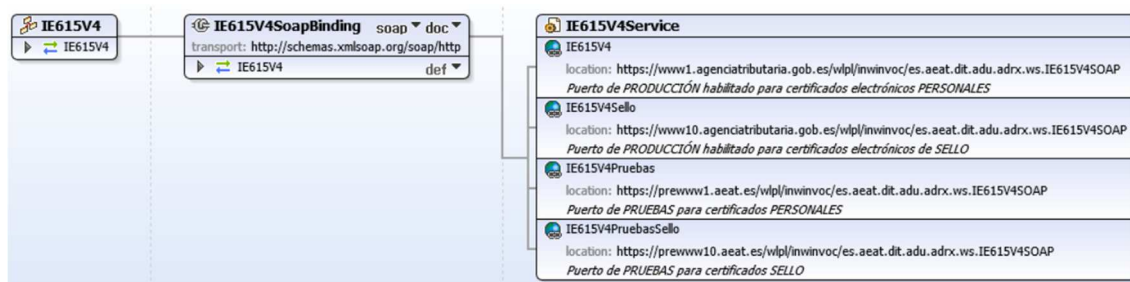 IE615V4
IE615V4
IE615V4SoapBinding soap doc
transport: http://schemas.xmlsoap.org/soap/http
IE615V4 def
IE615V4Service
IE615V4
location: https://www1.agenciatributaria.gob.es/wlpl/inwinvoc/es.aeat.dit.adu.adrx.ws.IE615V4SOAP
Puerto de PRODUCCIÓN habilitado para certificados electrónicos PERSONALES
IE615V4Sello
location: https://www10.agenciatributaria.gob.es/wlpl/inwinvoc/es.aeat.dit.adu.adrx.ws.IE615V4SOAP
Puerto de PRODUCCIÓN habilitado para certificados electrónicos de SELLO
IE615V4Pruebas
location: https://prewww1.aeat.es/wlpl/inwinvoc/es.aeat.dit.adu.adrx.ws.IE615V4SOAP
Puerto de PRUEBAS para certificados PERSONALES
IE615V4PruebasSello
location: https://prewww10.aeat.es/wlpl/inwinvoc/es.aeat.dit.adu.adrx.ws.IE615V4SOAP
Puerto de PRUEBAS para certificados SELLO